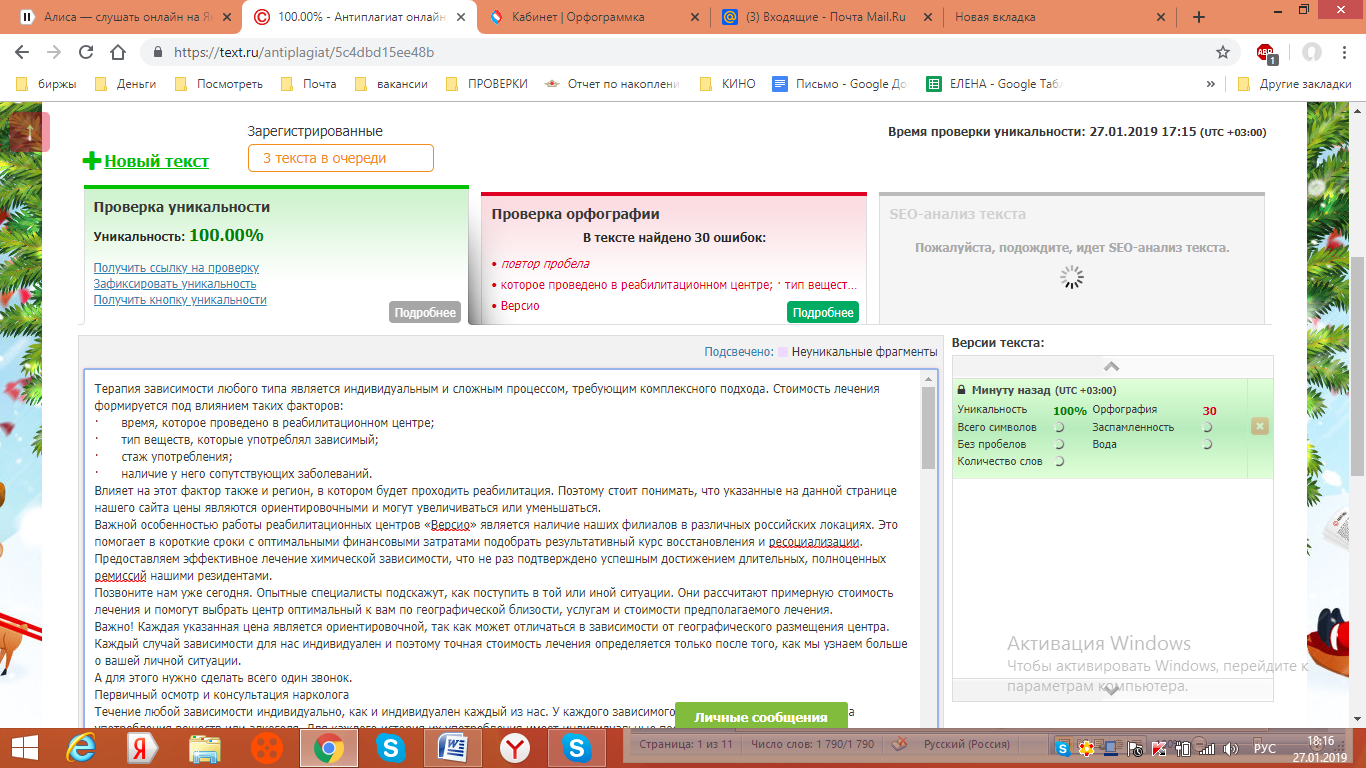 Алиса — слушать онлайн на Ян
100.00% - Антиплагиат онлайн
Кабинет | Орфограммка
(3) Входящие - Почта Mail.Ru
Новая вкладка
https://text.ru/antiplagiat/5c4dbd15ee48b
ABP
1
биржы
Деньги
Посмотреть
Почта
вакансии
ПРОВЕРКИ
Отчет по накоплени
КИНО
Письмо - Google До
ЕЛЕНА - Google Табл
»
Другие закладки
Зарегистрированные
3 текста в очереди
Новый текст
Время проверки уникальности: 27.01.2019 17:15 (UTC +03:00)
Проверка уникальности
Уникальность: 100.00%
Получить ссылку на проверку
Зафиксировать уникальность
Получить кнопку уникальности
Подробнее
Проверка орфографии
В тексте найдено 30 ошибок:
• повтор пробела
• которое проведено в реабилитационном центре; · тип вещест...
• Версио
Подробнее
SEO-анализ текста
Пожалуйста, подождите, идет SEO-анализ текста.
Подсвечено: Неуникальные фрагменты
Терапия зависимости любого типа является индивидуальным и сложным процессом, требующим комплексного подхода. Стоимость лечения
формируется под влиянием таких факторов:
· время, которое проведено в реабилитационном центре;
· тип веществ, которые употреблял зависимый;
· стаж употребления;
· наличие у него сопутствующих заболеваний.
Влияет на этот фактор также и регион, в котором будет проходить реабилитация. Поэтому стоит понимать, что указанные на данной странице
нашего сайта цены являются ориентировочными и могут увеличиваться или уменьшаться.
Важной особенностью работы реабилитационных центров «Версио» является наличие наших филиалов в различных российских локациях. Это
помогает в короткие сроки с оптимальными финансовыми затратами подобрать результативный курс восстановления и ресоциализации.
Предоставляем эффективное лечение химической зависимости, что не раз подтверждено успешным достижением длительных, полноценных
ремиссий нашими резидентами.
Позвоните нам уже сегодня. Опытные специалисты подскажут, как поступить в той или иной ситуации. Они рассчитают примерную стоимость
лечения и помогут выбрать центр оптимальный к вам по географической близости, услугам и стоимости предполагаемого лечения.
Важно! Каждая указанная цена является ориентировочной, так как может отличаться в зависимости от географического размещения центра.
Каждый случай зависимости для нас индивидуален и поэтому точная стоимость лечения определяется только после того, как мы узнаем больше
о вашей личной ситуации.
А для этого нужно сделать всего один звонок.
Первичный осмотр и консультация нарколога
Течение любой зависимости индивидуально, как и индивидуален каждый из нас. У каждого зависимого
Версии текста:
Минуту назад (UTC +03:00)
Уникальность 100% Орфография 30
Всего символов Заспамленность
Без пробелов Вода
Количество слов
Активация Windows
Чтобы активировать Windows, перейдите к
параметрам компьютера.
Личные сообщения
Страница: 1 из 11
Число слов: 1 790/1 790
Русский (Россия)
РУС
18:16
27.01.2019